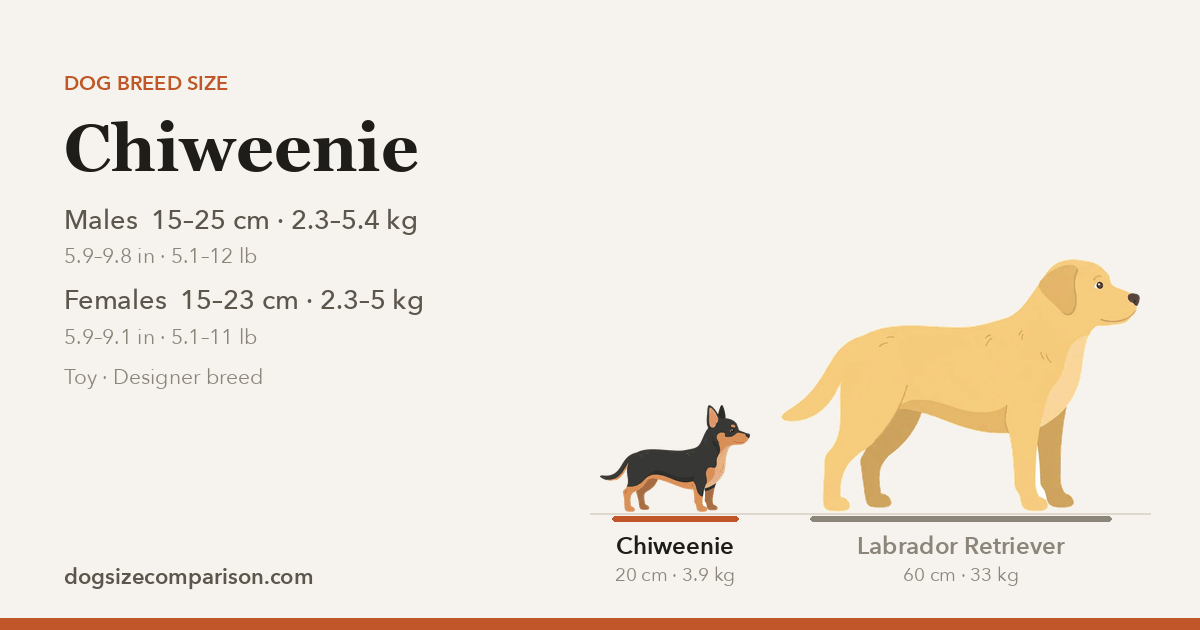 DOG BREED SIZE
Chiweenie
Males 15–25 cm · 2.3–5.4 kg
5.9–9.8 in · 5.1–12 lb
Females 15–23 cm · 2.3–5 kg
5.9–9.1 in · 5.1–11 lb
Toy · Designer breed
Chiweenie
20 cm · 3.9 kg
Labrador Retriever
60 cm · 33 kg
dogsizecomparison.com